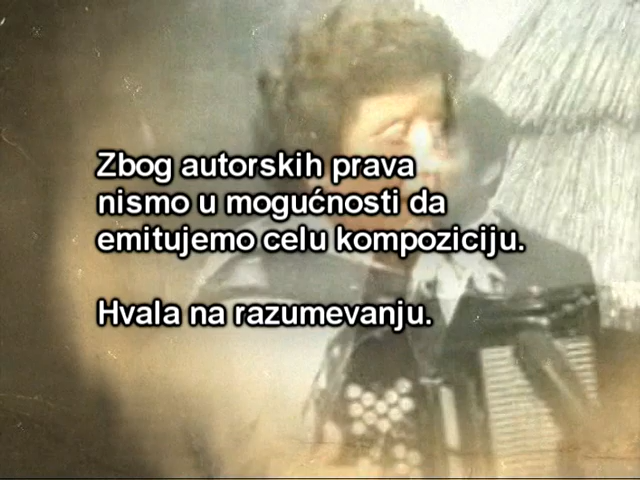 Zbog autorskih prava
nismo u mogućnosti da
emitujemo celu kompoziciju.
Hvala na razumevanju.